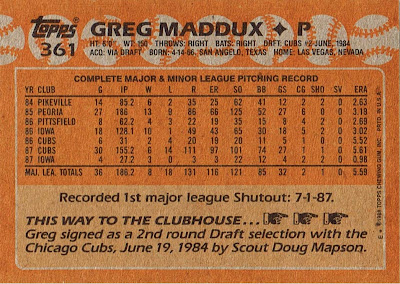 Topps 361 GREG MADDUX P
HT: 6'0" WT: 150 THROWS: RIGHT BATS: RIGHT DRAFT: CUBS #2-JUNE, 1984
ACQ: VIA DRAFT BORN: 4-14-66, SAN ANGELO, TEXAS HOME: LAS VEGAS, NEVADA
COMPLETE MAJOR & MINOR LEAGUE PITCHING RECORD
YR CLUB G IP W L R ER SO BB GS CG SHO SV ERA
84 PIKEVILLE 14 85.2 6 2 35 25 62 41 12 2 2 0 2.63
85 PEORIA 27 186 13 9 86 66 125 52 27 6 0 0 3.19
86 PITTSFIELD 8 4 3 22 19 35 15 8 4 2 0 2.69
86 IOWA 18 128.1 10 1 49 43 65 30 18 5 2 0 3.02
86 CUBS 6 31 2 4 20 19 20 11 5 1 0 0 5.52
87 CUBS 30 155.2 6 14 111 97 101 74 27 1 1 0 5.61
87 IOWA 4 3 0 3 3 22 12 4 2 2 0 0.98
MAJ. LEA. TOTALS 36 186.2 8 18 131 116 121 85 32 2 1 0 5.59
Recorded 1st major league Shutout: 7-1-87.
THIS WAY TO THE CLUBHOUSE...
Greg signed as a 2nd round Draft selection with the
Chicago Cubs, June 19, 1984 by Scout Doug Mapson.
© 1988 TOPPS CHEWING GUM, INC. PRTD. IN U.S.A.